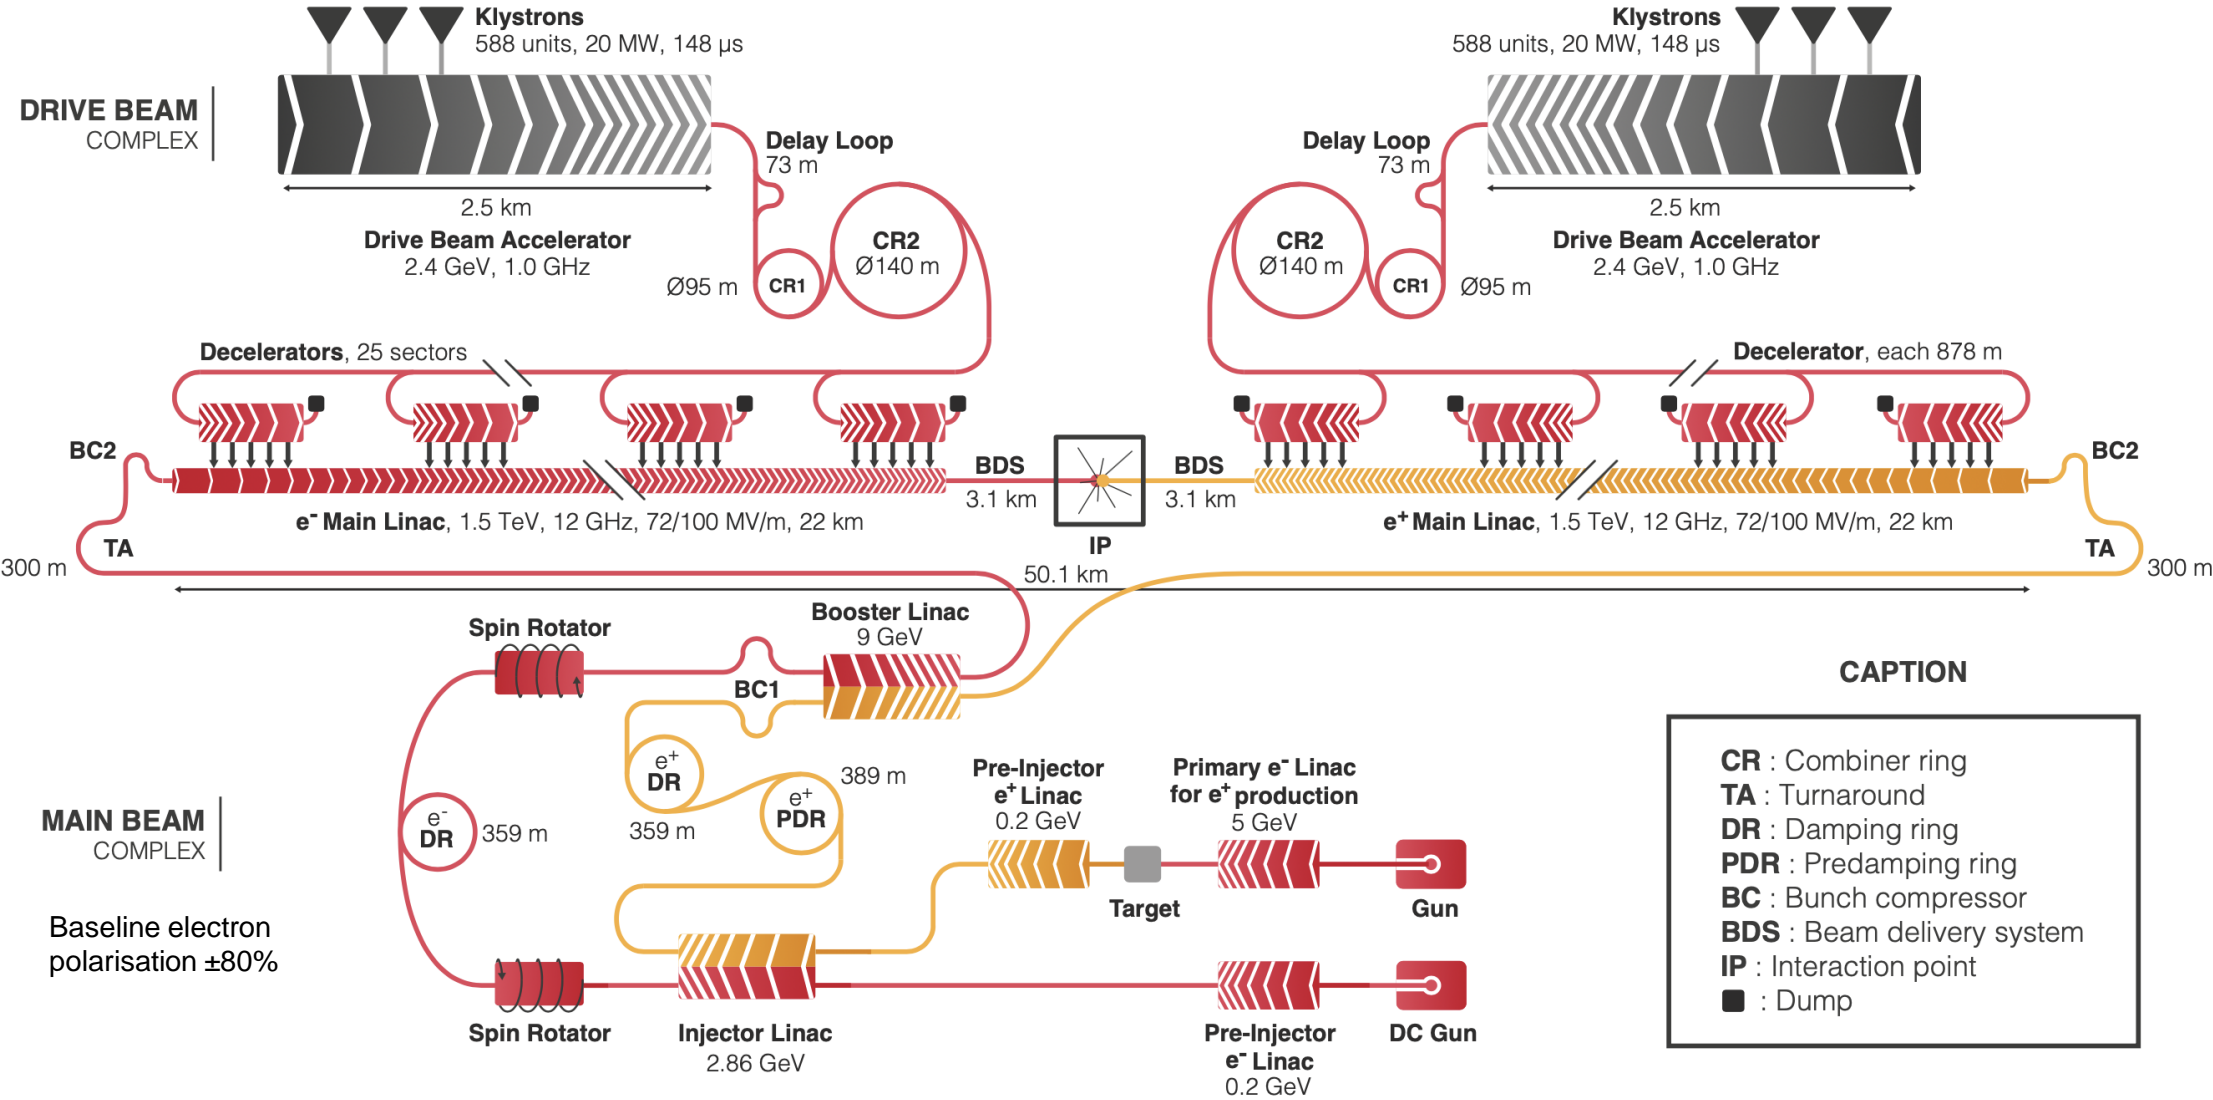 Klystrons
588 units, 20 MW, 148 µs
Klystrons
588 units, 20 MW, 148 µs
DRIVE BEAM
COMPLEX
Delay Loop
73 m
Delay Loop
73 m
2.5 km
Drive Beam Accelerator
2.4 GeV, 1.0 GHz
2.5 km
Drive Beam Accelerator
2.4 GeV, 1.0 GHz
CR2
Ø140 m
CR1
Ø95 m
CR2
Ø140 m
CR1
Ø95 m
Decelerators, 25 sectors
Decelerator, each 878 m
BC2
BC2
BDS
3.1 km
BDS
3.1 km
e- Main Linac, 1.5 TeV, 12 GHz, 72/100 MV/m, 22 km
e+ Main Linac, 1.5 TeV, 12 GHz, 72/100 MV/m, 22 km
IP
TA
300 m
TA
300 m
50.1 km
Booster Linac
9 GeV
Spin Rotator
BC1
CAPTION
CR : Combiner ring
TA : Turnaround
DR : Damping ring
PDR : Predamping ring
BC : Bunch compressor
BDS : Beam delivery system
IP : Interaction point
: Dump
e+
DR
359 m
e+
PDR
389 m
Pre-Injector
e+ Linac
0.2 GeV
Primary e- Linac
for e+ production
5 GeV
MAIN BEAM
COMPLEX
e-
DR
359 m
Target
Gun
Baseline electron
polarisation ±80%
Spin Rotator
Injector Linac
2.86 GeV
Pre-Injector
e- Linac
0.2 GeV
DC Gun